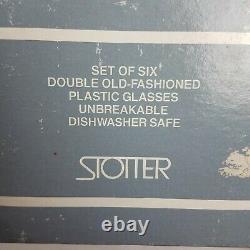 SET OF SIX
DOUBLE OLD-FASHIONED
PLASTIC GLASSES
UNBREAKABLE
DISHWASHER SAFE
STOTTER